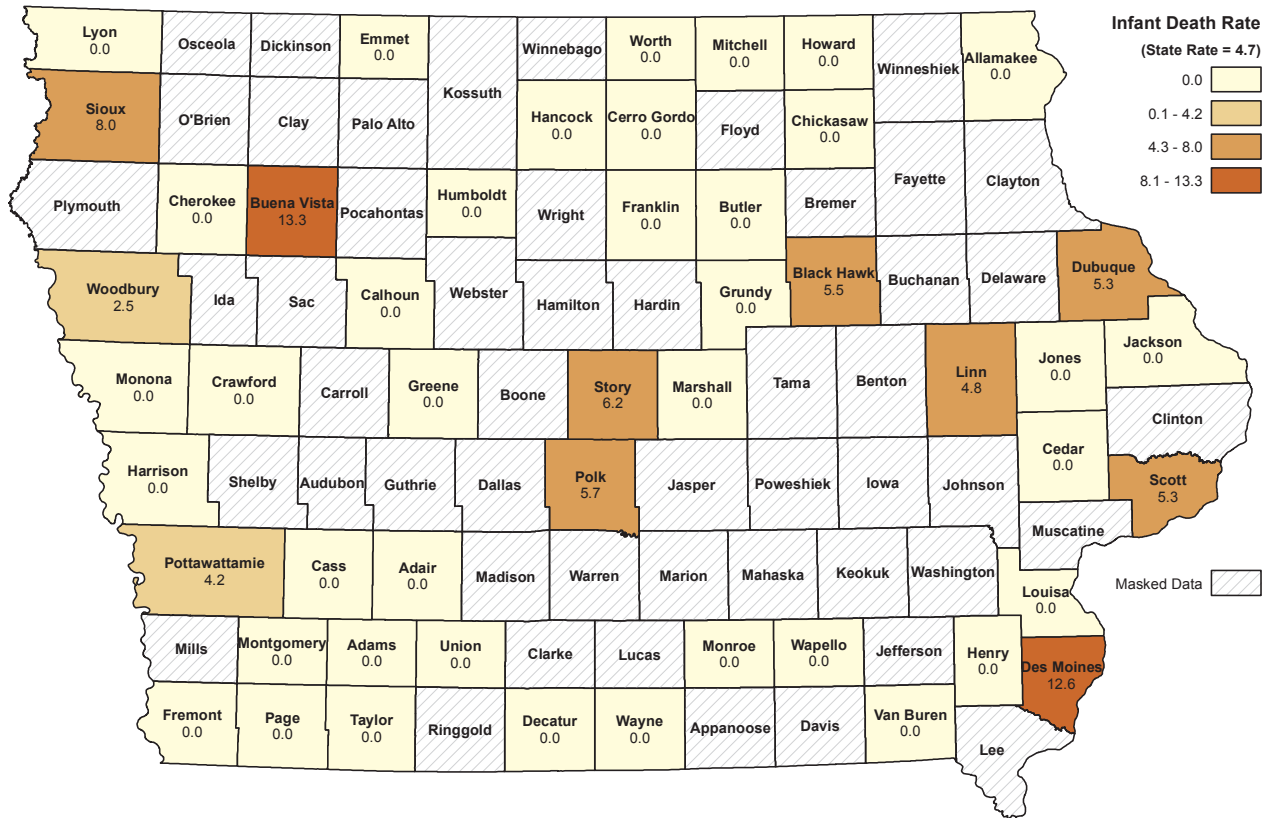 Infant Death Rate
(State Rate = 4.7)
0.0
0.1 - 4.2
4.3 - 8.0
8.1 - 13.3
Lyon
0.0
Osceola
Dickinson
Emmet
0.0
Kossuth
Winnebago
Worth
0.0
Mitchell
0.0
Howard
0.0
Winneshiek
Allamakee
0.0
Sioux
8.0
O'Brien
Clay
Palo Alto
Hancock
0.0
Cerro Gordo
0.0
Floyd
Chickasaw
0.0
Fayette
Clayton
Plymouth
Cherokee
0.0
Buena Vista
13.3
Pocahontas
Humboldt
0.0
Wright
Franklin
0.0
Butler
0.0
Bremer
Woodbury
2.5
Ida
Sac
Calhoun
0.0
Webster
Hamilton
Hardin
Grundy
0.0
Black Hawk
5.5
Buchanan
Delaware
Dubuque
5.3
Monona
0.0
Crawford
0.0
Carroll
Greene
0.0
Boone
Story
6.2
Marshall
0.0
Tama
Benton
Linn
4.8
Jones
0.0
Jackson
0.0
Clinton
Harrison
0.0
Shelby
Audubon
Guthrie
Dallas
Polk
5.7
Jasper
Poweshiek
Iowa
Johnson
Cedar
0.0
Scott
5.3
Muscatine
Pottawattamie
4.2
Cass
0.0
Adair
0.0
Madison
Warren
Marion
Mahaska
Keokuk
Washington
Louisa
0.0
Masked Data
Mills
Montgomery
0.0
Adams
0.0
Union
0.0
Clarke
Lucas
Monroe
0.0
Wapello
0.0
Jefferson
Henry
0.0
Des Moines
12.6
Fremont
0.0
Page
0.0
Taylor
0.0
Ringgold
Decatur
0.0
Wayne
0.0
Appanoose
Davis
Van Buren
0.0
Lee